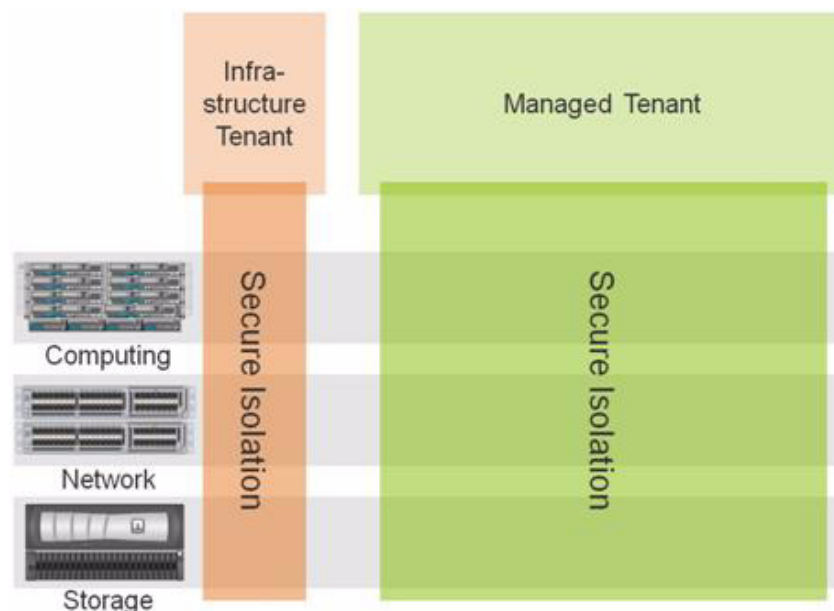 Infra-
structure
Tenant
Managed Tenant
Secure Isolation
Secure Isolation
Computing
Network
Storage